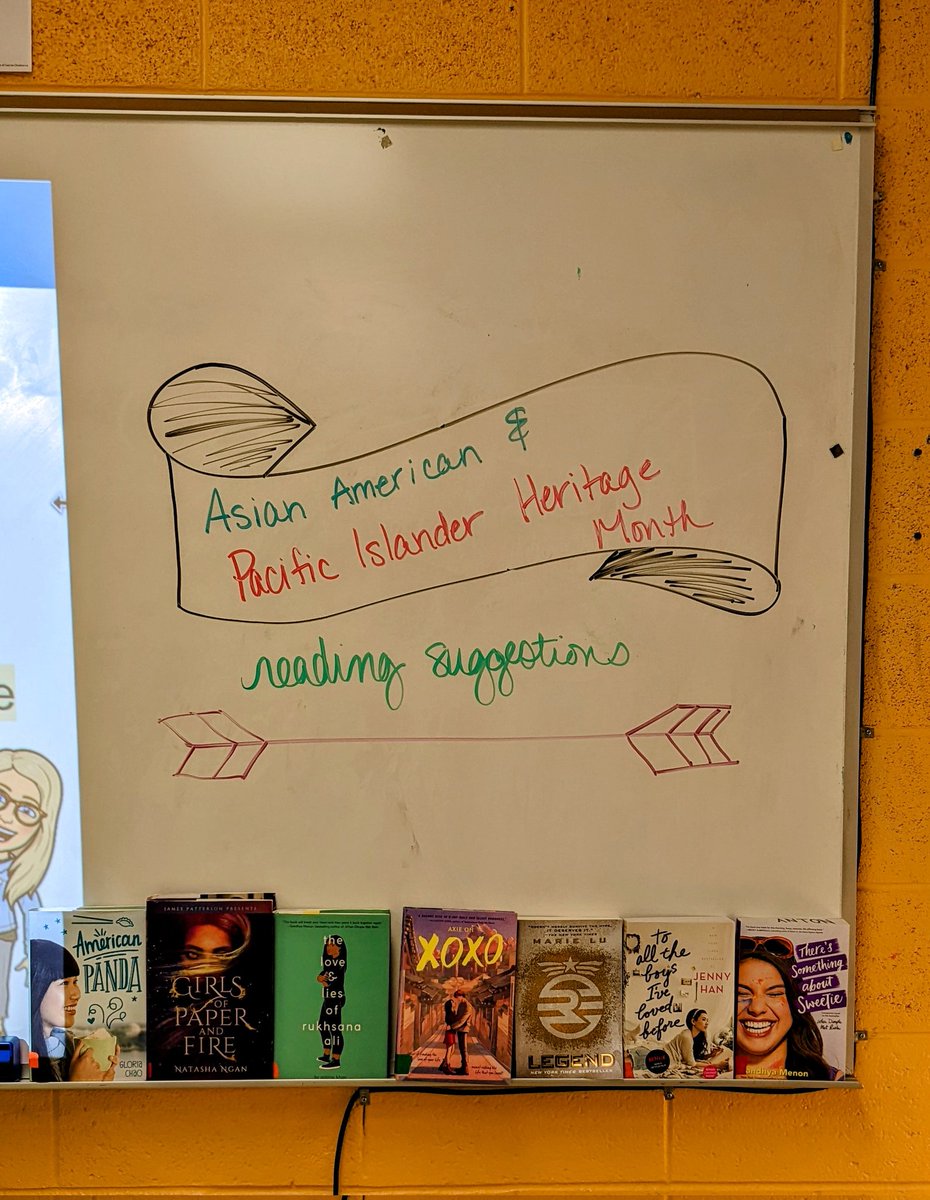 Asian American &
Pacific Islander Heritage
Month
reading suggestions
e
American
PANDA
GLORIA
CHAO
JAMES PATTERSON PRESENTS
GIRLS
OF
PAPER
AND
FIRE
NATASHA NGAN
the
love
&
lies
of
rukhsana
ali
AXIE OH
XOXO
MARIE LU
LEGEND
NEW YORK TIMES BESTSELLER
to
all the
boys
I've
loved
before
JENNY
HAN
There's
Something
about
Sweetie
Sandhya Menon